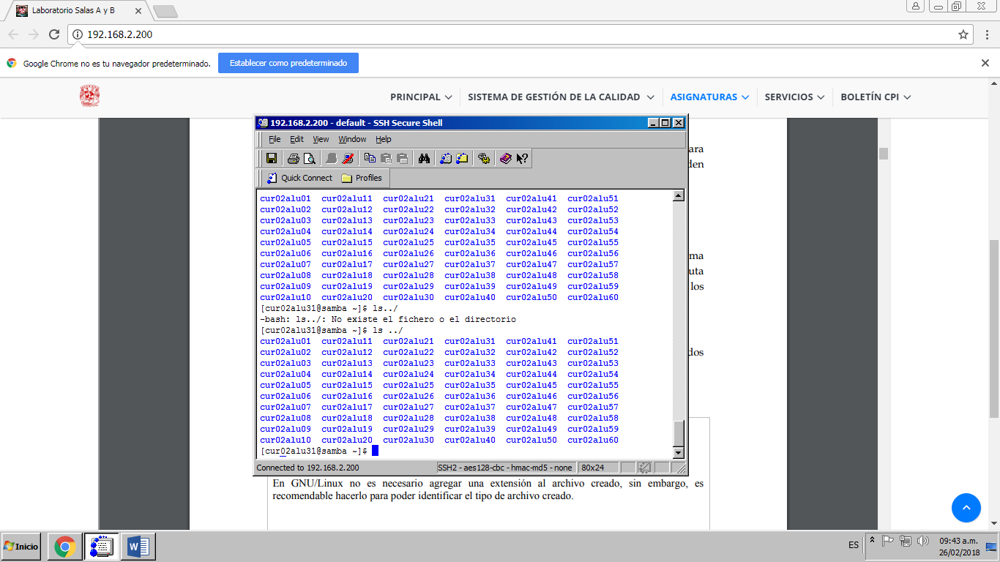 Laboratorio Salas A y B
192.168.2.200
Google Chrome no es tu navegador predeterminado.
Establecer como predeterminado
PRINCIPAL
SISTEMA DE GESTIÓN DE LA CALIDAD
ASIGNATURAS
SERVICIOS
BOLETÍN CPI
ara
den
ma
uta
los
dos
192.168.2.200 - default - SSH Secure Shell
File Edit View Window Help
Quick Connect Profiles
cur02alu01 cur02alu11 cur02alu21 cur02alu31 cur02alu41 cur02alu51
cur02alu02 cur02alu12 cur02alu22 cur02alu32 cur02alu42 cur02alu52
cur02alu03 cur02alu13 cur02alu23 cur02alu33 cur02alu43 cur02alu53
cur02alu04 cur02alu14 cur02alu24 cur02alu34 cur02alu44 cur02alu54
cur02alu05 cur02alu15 cur02alu25 cur02alu35 cur02alu45 cur02alu55
cur02alu06 cur02alu16 cur02alu26 cur02alu36 cur02alu46 cur02alu56
cur02alu07 cur02alu17 cur02alu27 cur02alu37 cur02alu47 cur02alu57
cur02alu08 cur02alu18 cur02alu28 cur02alu38 cur02alu48 cur02alu58
cur02alu09 cur02alu19 cur02alu29 cur02alu39 cur02alu49 cur02alu59
cur02alu10 cur02alu20 cur02alu30 cur02alu40 cur02alu50 cur02alu60
[cur02alu31@samba ~]$ ls../
-bash: ls../: No existe el fichero o el directorio
[cur02alu31@samba ~]$ ls ../
cur02alu01 cur02alu11 cur02alu21 cur02alu31 cur02alu41 cur02alu51
cur02alu02 cur02alu12 cur02alu22 cur02alu32 cur02alu42 cur02alu52
cur02alu03 cur02alu13 cur02alu23 cur02alu33 cur02alu43 cur02alu53
cur02alu04 cur02alu14 cur02alu24 cur02alu34 cur02alu44 cur02alu54
cur02alu05 cur02alu15 cur02alu25 cur02alu35 cur02alu45 cur02alu55
cur02alu06 cur02alu16 cur02alu26 cur02alu36 cur02alu46 cur02alu56
cur02alu07 cur02alu17 cur02alu27 cur02alu37 cur02alu47 cur02alu57
cur02alu08 cur02alu18 cur02alu28 cur02alu38 cur02alu48 cur02alu58
cur02alu09 cur02alu19 cur02alu29 cur02alu39 cur02alu49 cur02alu59
cur02alu10 cur02alu20 cur02alu30 cur02alu40 cur02alu50 cur02alu60
[cur02alu31@samba ~]$
Connected to 192.168.2.200
SSH2 - aes128-cbc - hmac-md5 - none
80x24
En GNU/Linux no es necesario agregar una extensión al archivo creado, sin embargo, es
recomendable hacerlo para poder identificar el tipo de archivo creado.
Inicio
ES
09:43 a.m.
26/02/2018